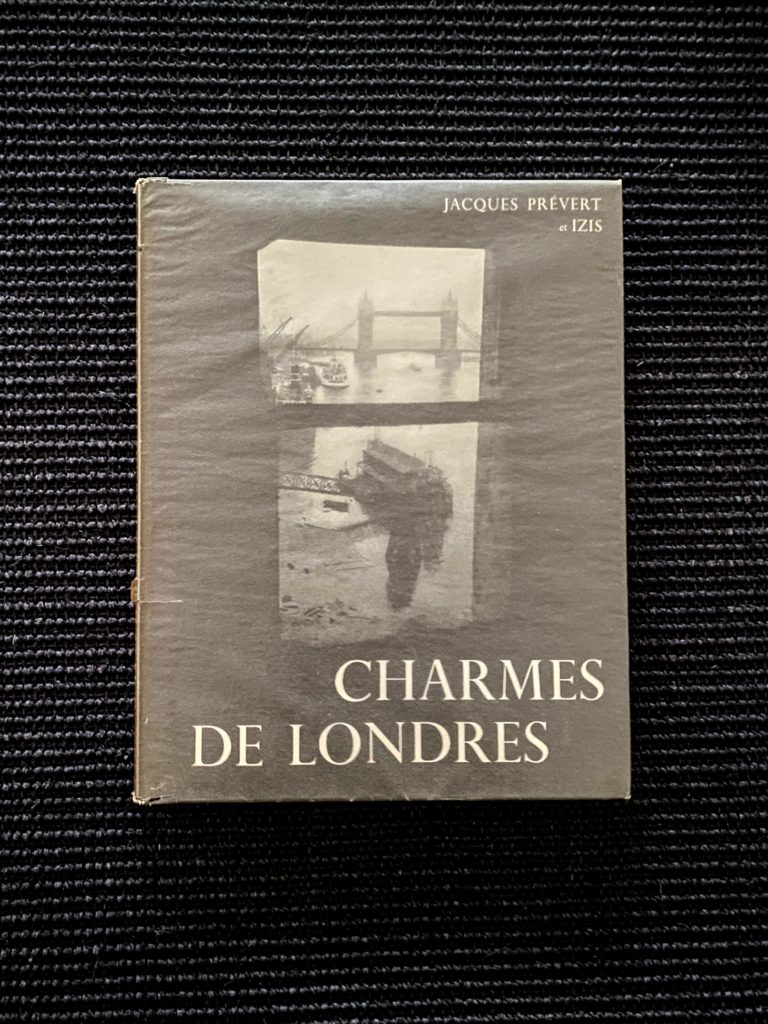 JACQUES PRÉVERT
et IZIS
CHARMES
DE LONDRES